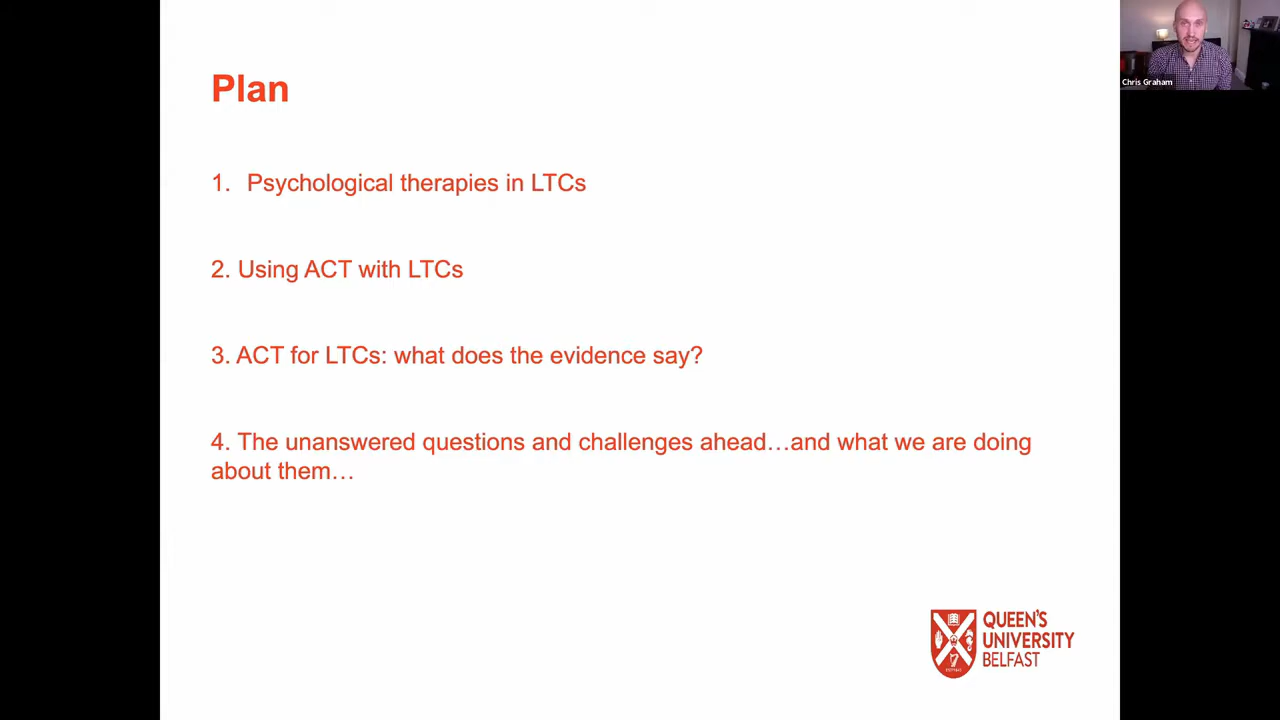 Plan
1. Psychological therapies in LTCs
2. Using ACT with LTCs
3. ACT for LTCs: what does the evidence say?
4. The unanswered questions and challenges ahead…and what we are doing
about them…
Chris Graham
QUEEN'S
UNIVERSITY
BELFAST